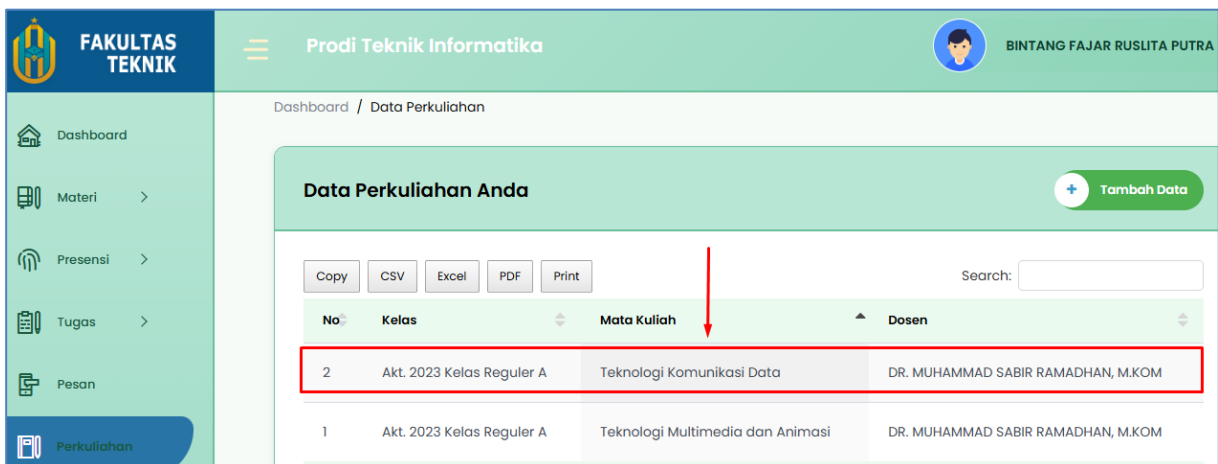 FAKULTAS
TEKNIK
Prodi Teknik Informatika
BINTANG FAJAR RUSLITA PUTRA
Dashboard / Data Perkuliahan
Dashboard
Materi
Presensi
Tugas
Pesan
Perkuliahan
Data Perkuliahan Anda
+ Tambah Data
Copy CSV Excel PDF Print Search:
No Kelas Mata Kuliah Dosen
2 Akt. 2023 Kelas Reguler A Teknologi Komunikasi Data DR. MUHAMMAD SABIR RAMADHAN, M.KOM
1 Akt. 2023 Kelas Reguler A Teknologi Multimedia dan Animasi DR. MUHAMMAD SABIR RAMADHAN, M.KOM